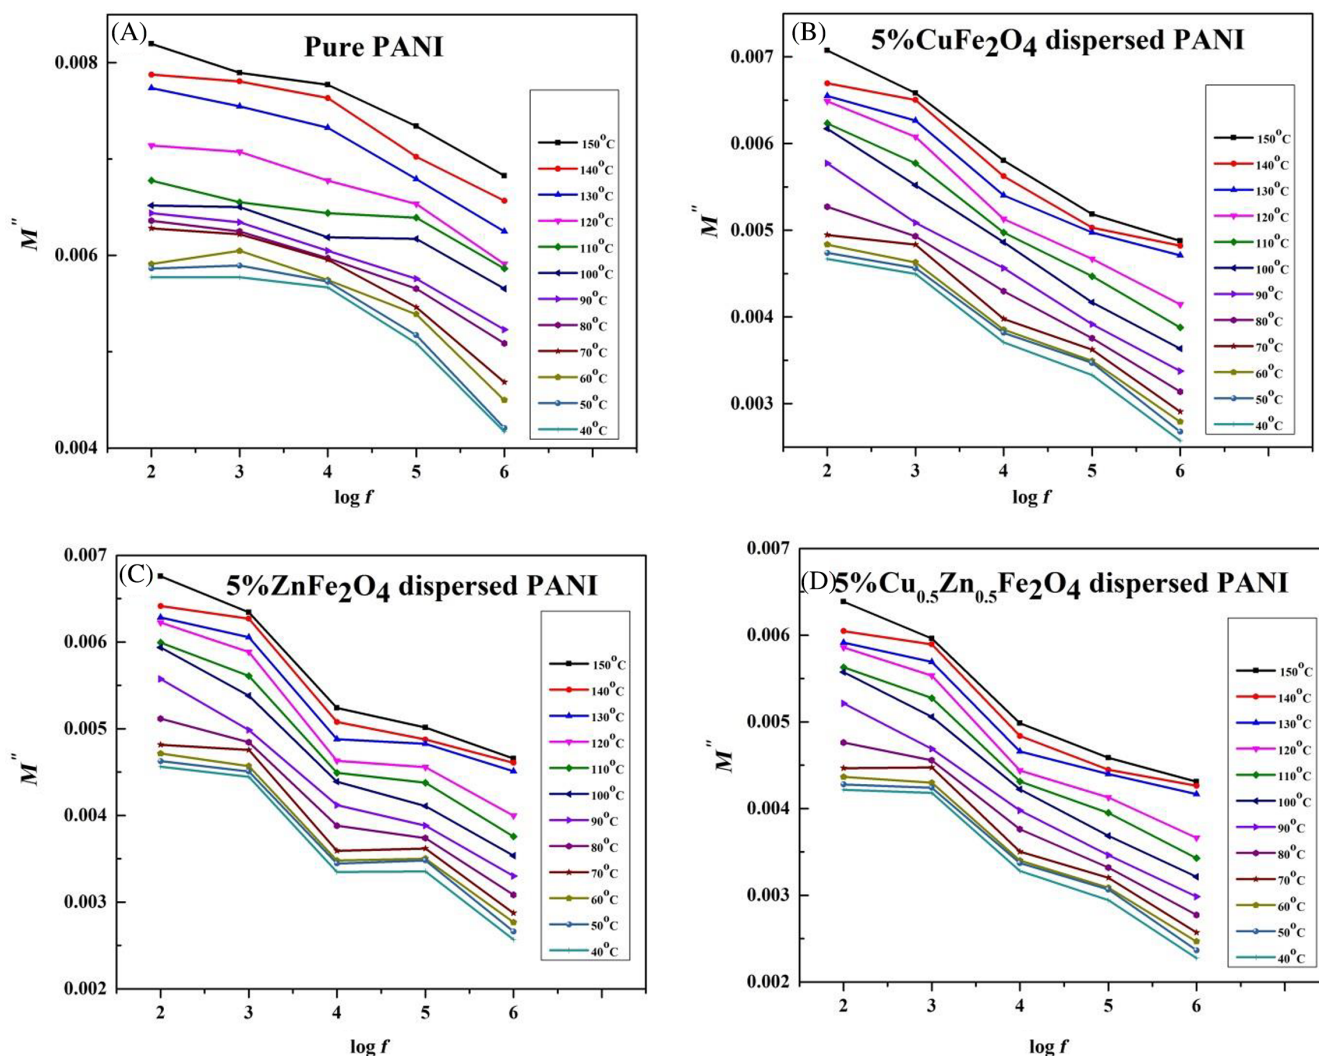 (A)
Pure PANI
0.008
0.006
0.004
M″
2 3 4 5 6
log f
150°C
140°C
130°C
120°C
110°C
100°C
90°C
80°C
70°C
60°C
50°C
40°C
(B)
5%CuFe2O4 dispersed PANI
0.007
0.006
0.005
0.004
0.003
M″
2 3 4 5 6
log f
150°C
140°C
130°C
120°C
110°C
100°C
90°C
80°C
70°C
60°C
50°C
40°C
(C)
5%ZnFe2O4 dispersed PANI
0.007
0.006
0.005
0.004
0.003
0.002
M″
2 3 4 5 6
log f
150°C
140°C
130°C
120°C
110°C
100°C
90°C
80°C
70°C
60°C
50°C
40°C
(D)
5%Cu0.5Zn0.5Fe2O4 dispersed PANI
0.007
0.006
0.005
0.004
0.003
0.002
M″
2 3 4 5 6
log f
150°C
140°C
130°C
120°C
110°C
100°C
90°C
80°C
70°C
60°C
50°C
40°C